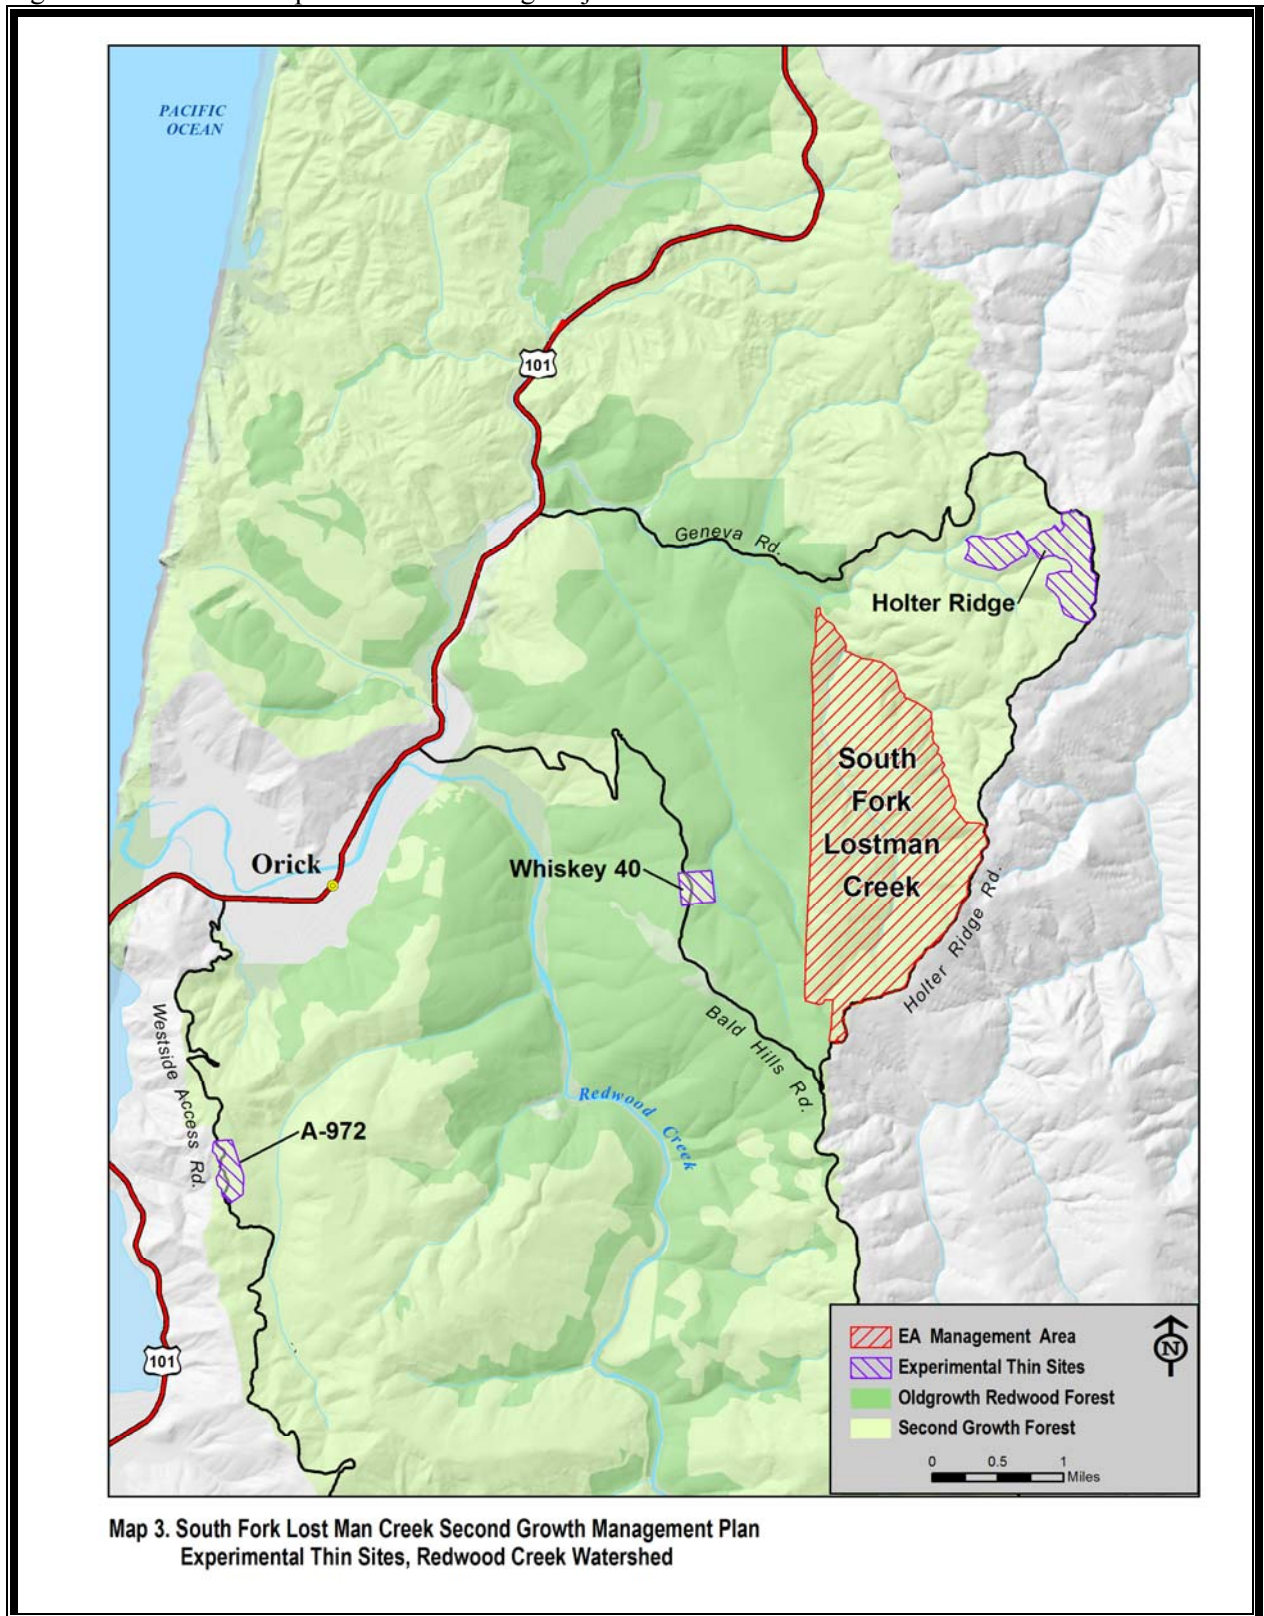 PACIFIC
OCEAN
101
Geneva Rd.
Holter Ridge
South
Fork
Lostman
Creek
Orick
Whiskey 40
Holter Ridge Rd.
Westside Access Rd.
Bald Hills Rd.
Redwood Creek
A-972
101
EA Management Area
Experimental Thin Sites
Oldgrowth Redwood Forest
Second Growth Forest
N
0 0.5 1
Miles
Map 3. South Fork Lost Man Creek Second Growth Management Plan
Experimental Thin Sites, Redwood Creek Watershed